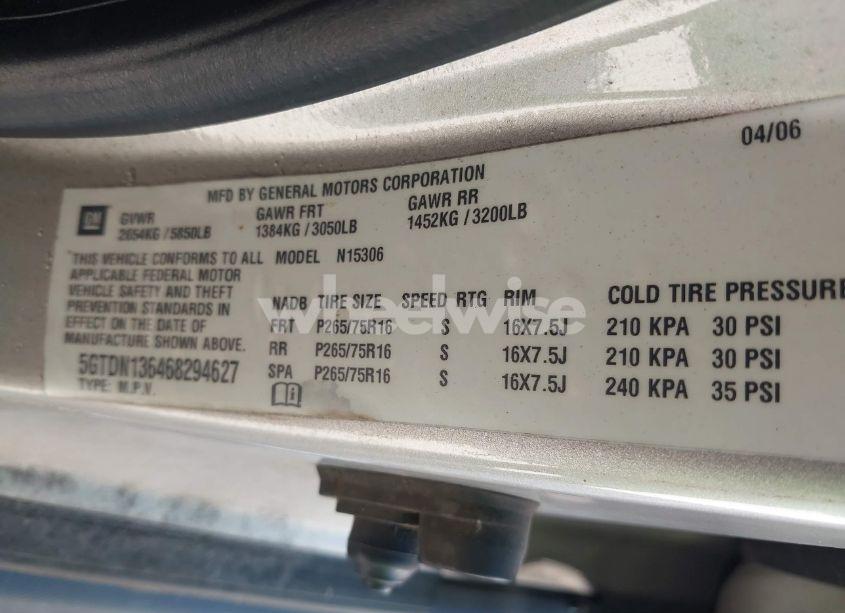 04/06
MFD BY GENERAL MOTORS CORPORATION
GM
GVWR GAWR FRT GAWR RR
2654KG / 5850LB 1384KG / 3050LB 1452KG / 3200LB
THIS VEHICLE CONFORMS TO ALL MODEL N15306
APPLICABLE FEDERAL MOTOR
VEHICLE SAFETY AND THEFT
PREVENTION STANDARDS IN
EFFECT ON THE DATE OF
MANUFACTURE SHOWN ABOVE.
5GTDN136468294627
TYPE: M.P.V.
NADB TIRE SIZE SPEED RTG RIM COLD TIRE PRESSURE
FRT P265/75R16 S 16X7.5J 210 KPA 30 PSI
RR P265/75R16 S 16X7.5J 210 KPA 30 PSI
SPA P265/75R16 S 16X7.5J 240 KPA 35 PSI
wheelwise